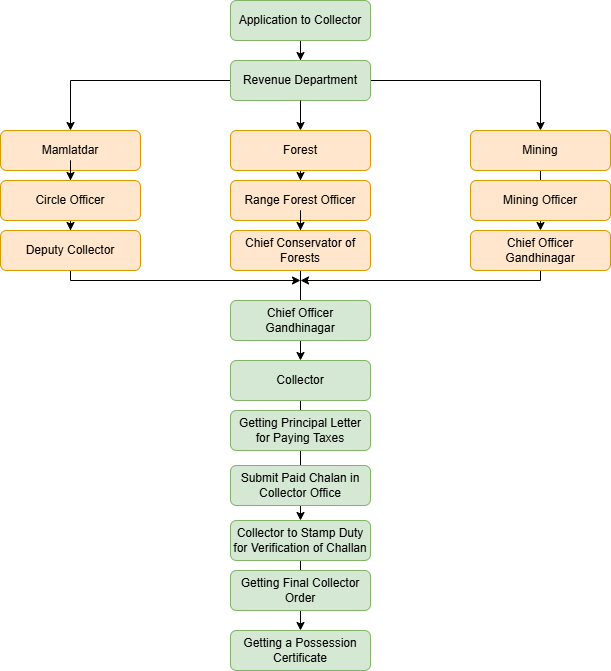 Application to Collector
Revenue Department
Mamlatdar
Forest
Mining
Circle Officer
Range Forest Officer
Mining Officer
Deputy Collector
Chief Conservator of
Forests
Chief Officer
Gandhinagar
Chief Officer
Gandhinagar
Collector
Getting Principal Letter
for Paying Taxes
Submit Paid Chalan in
Collector Office
Collector to Stamp Duty
for Verification of Challan
Getting Final Collector
Order
Getting a Possession
Certificate